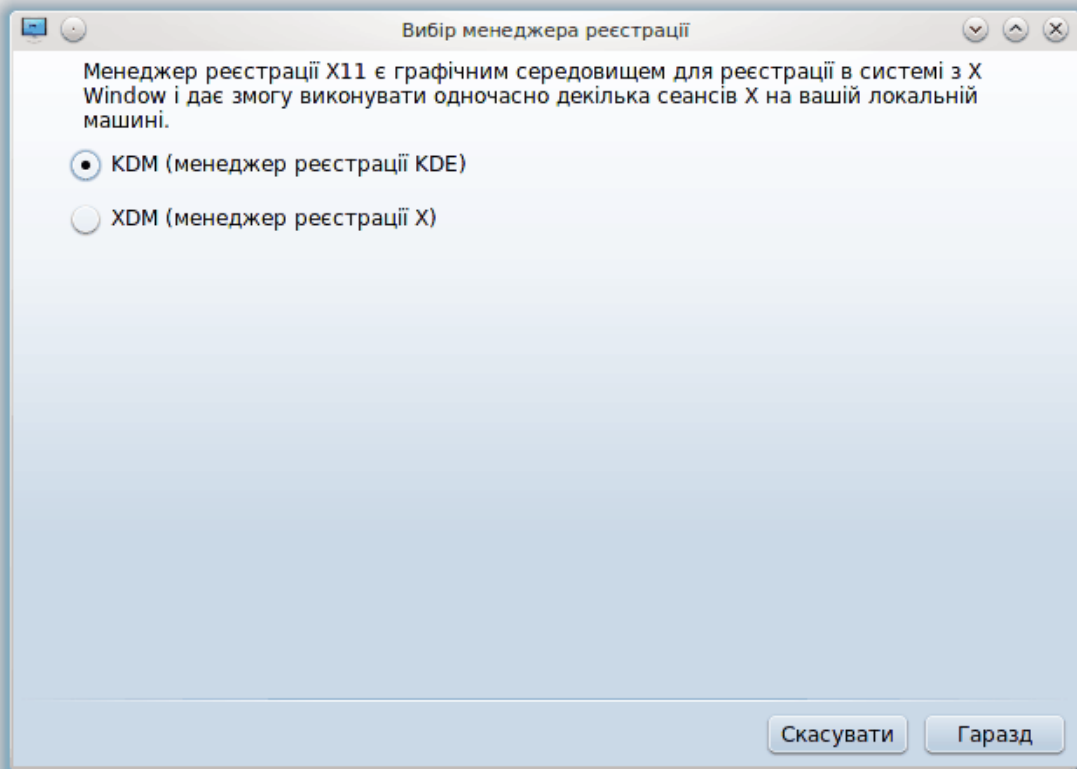 Вибір менеджера реєстрації
Менеджер реєстрації X11 є графічним середовищем для реєстрації в системі з X
Window і дає змогу виконувати одночасно декілька сеансів X на вашій локальній
машині.
KDM (менеджер реєстрації KDE)
XDM (менеджер реєстрації X)
Скасувати
Гаразд